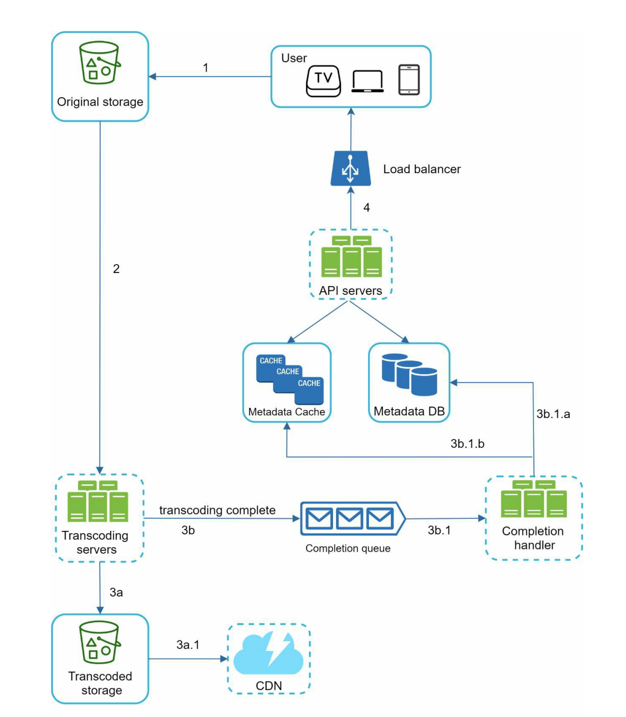 User
TV
1
Original storage
Load balancer
4
2
API servers
CACHE
CACHE
CACHE
Metadata Cache
Metadata DB
3b.1.a
3b.1.b
transcoding complete
3b
3b.1
Transcoding
servers
Completion queue
Completion
handler
3a
3a.1
Transcoded
storage
CDN